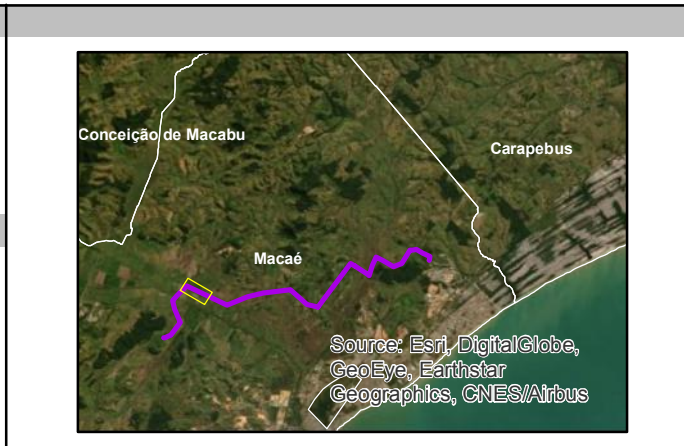 Conceição de Macabu
Carapebus
Macaé
Source: Esri, DigitalGlobe,
GeoEye, Earthstar
Geographics, CNES/Airbus